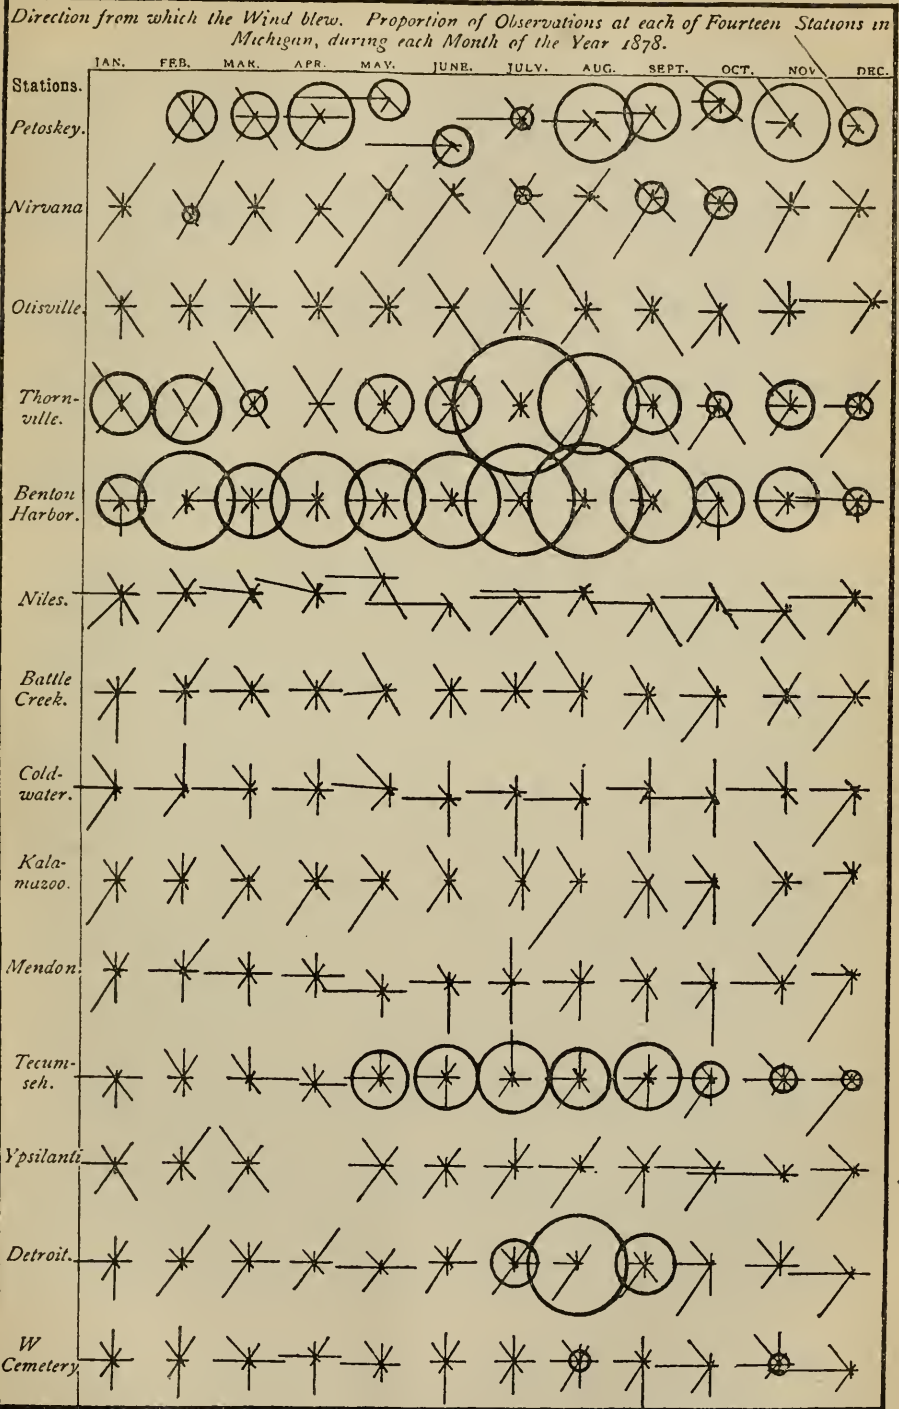 Direction from which the Wind blew. Proportion of Observations at each of Fourteen Stations in
Michigan, during each Month of the Year 1878.
JAN. FEB. MAR. APR. MAY. JUNE. JULY. AUG. SEPT. OCT. NOV DEC.
Stations.
Petoskey.
Nirvana
Otisville.
Thorn-
ville.
Benton
Harbor.
Niles.
Battle
Creek.
Cold-
water.
Kala-
mazoo.
Mendon.
Tecum-
seh.
Ypsilanti
Detroit.
W
Cemetery